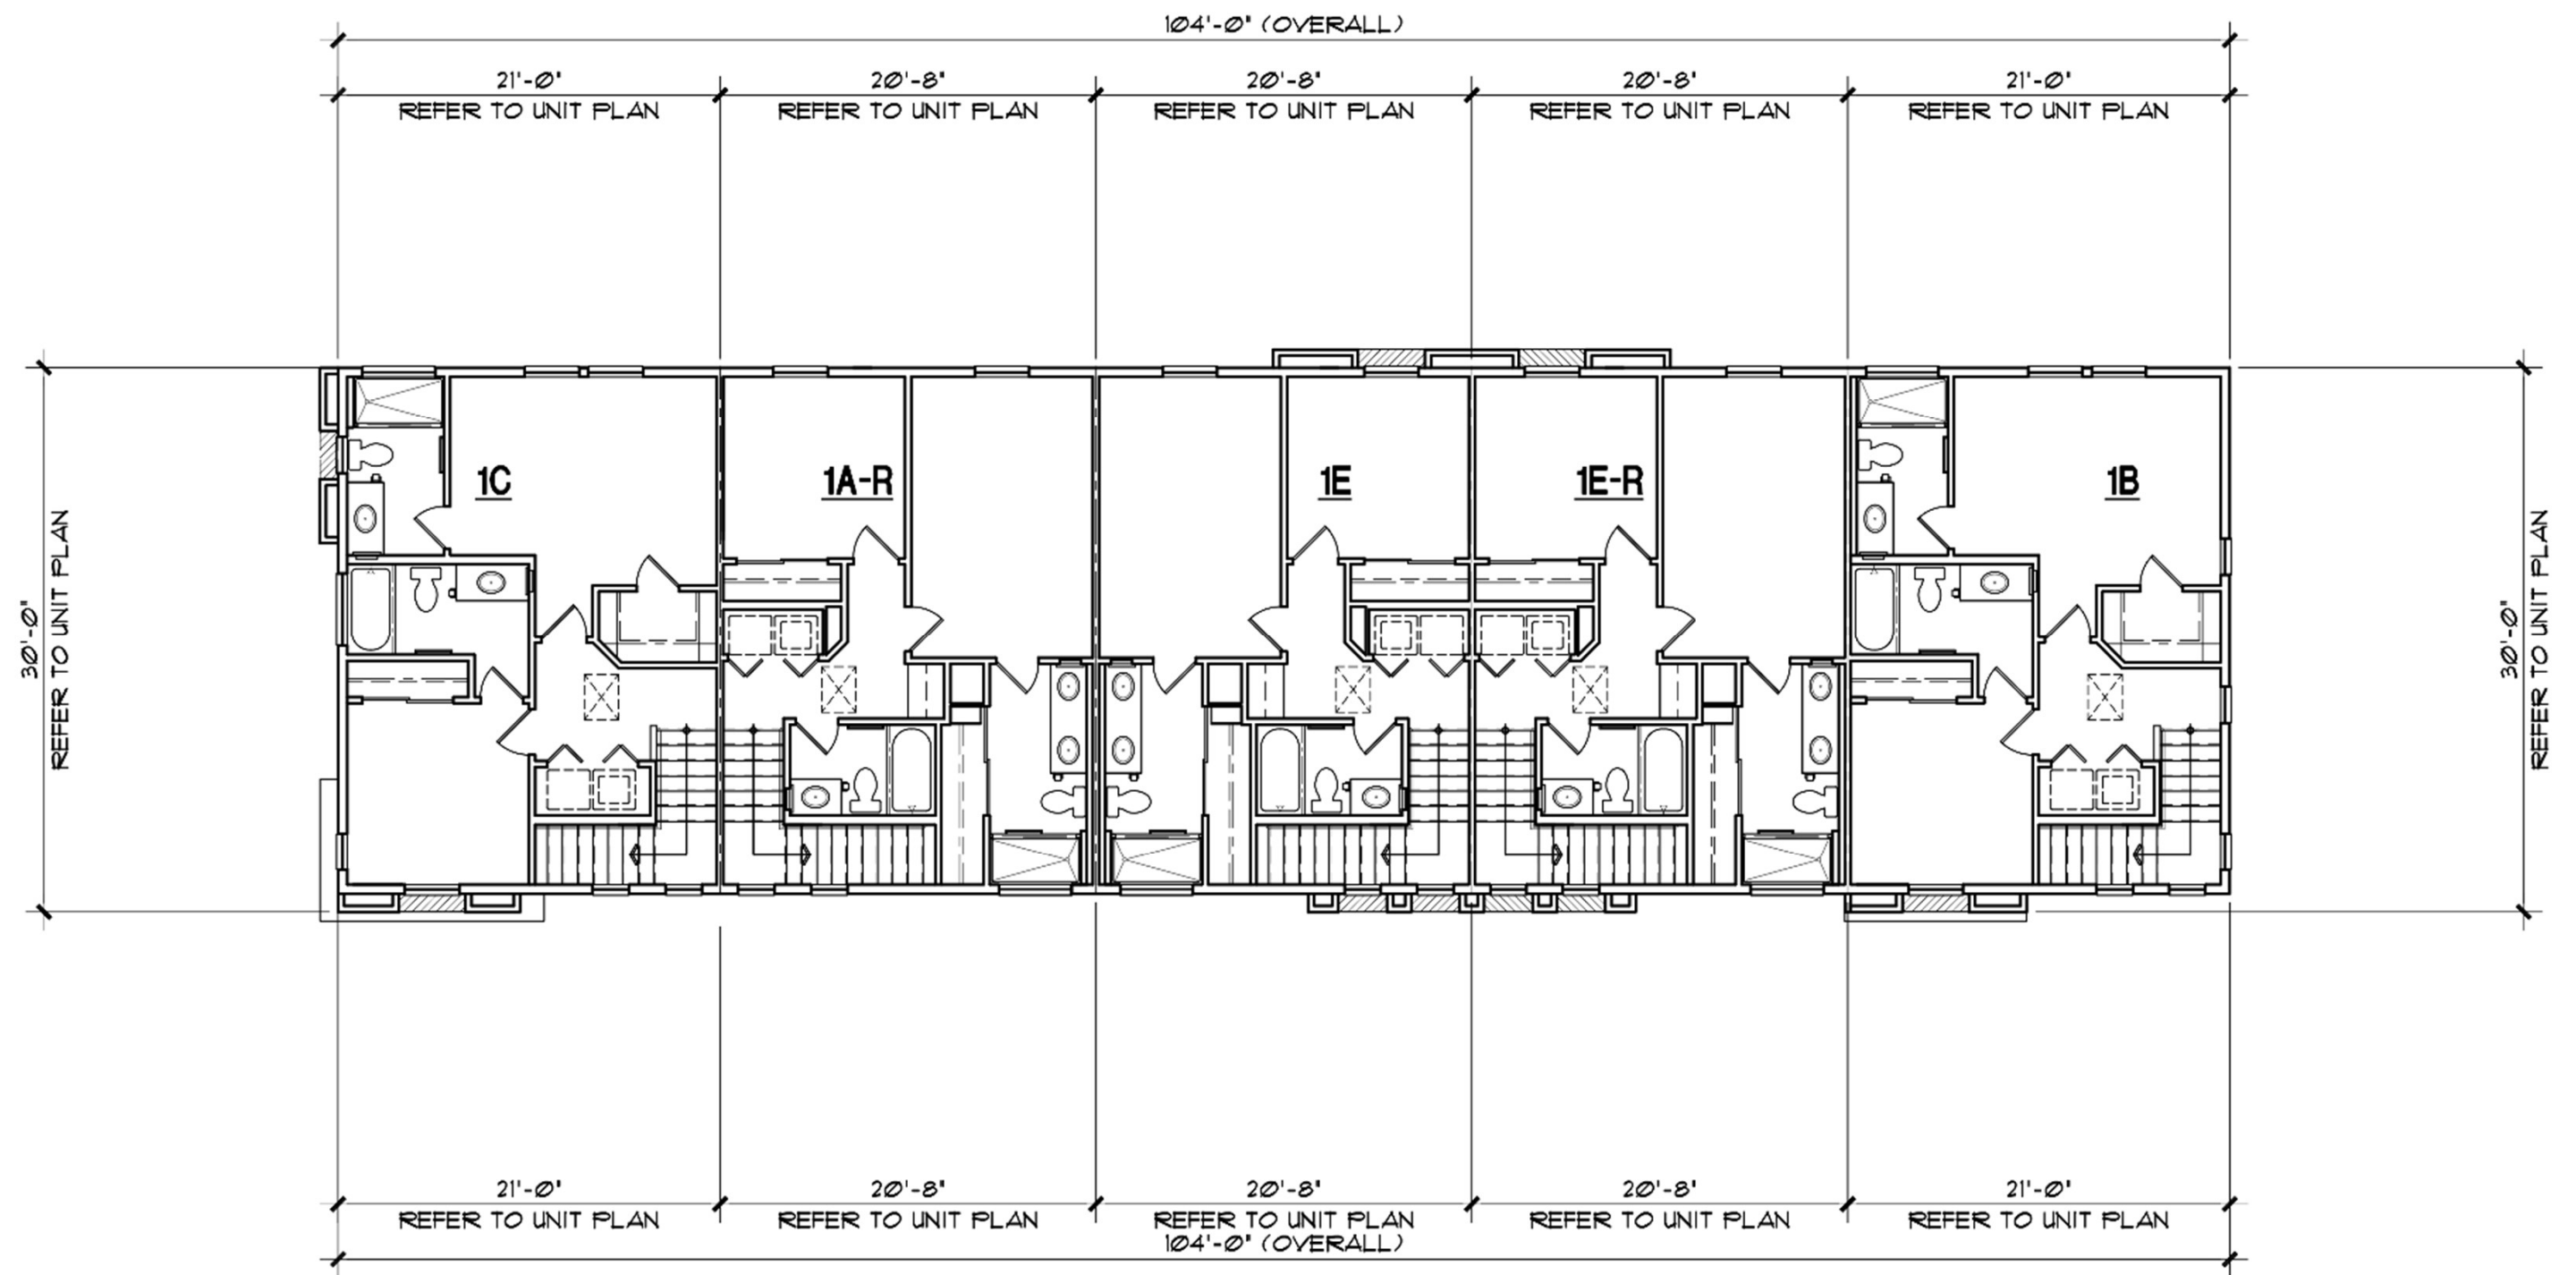 104'-0" (OVERALL)
21'-0" 20'-8" 20'-8" 20'-8" 21'-0"
REFER TO UNIT PLAN REFER TO UNIT PLAN REFER TO UNIT PLAN REFER TO UNIT PLAN REFER TO UNIT PLAN
1C 1A-R 1E 1E-R 1B
30'-0"
REFER TO UNIT PLAN
30'-0"
REFER TO UNIT PLAN
21'-0" 20'-8" 20'-8" 20'-8" 21'-0"
REFER TO UNIT PLAN REFER TO UNIT PLAN REFER TO UNIT PLAN REFER TO UNIT PLAN REFER TO UNIT PLAN
104'-0" (OVERALL)